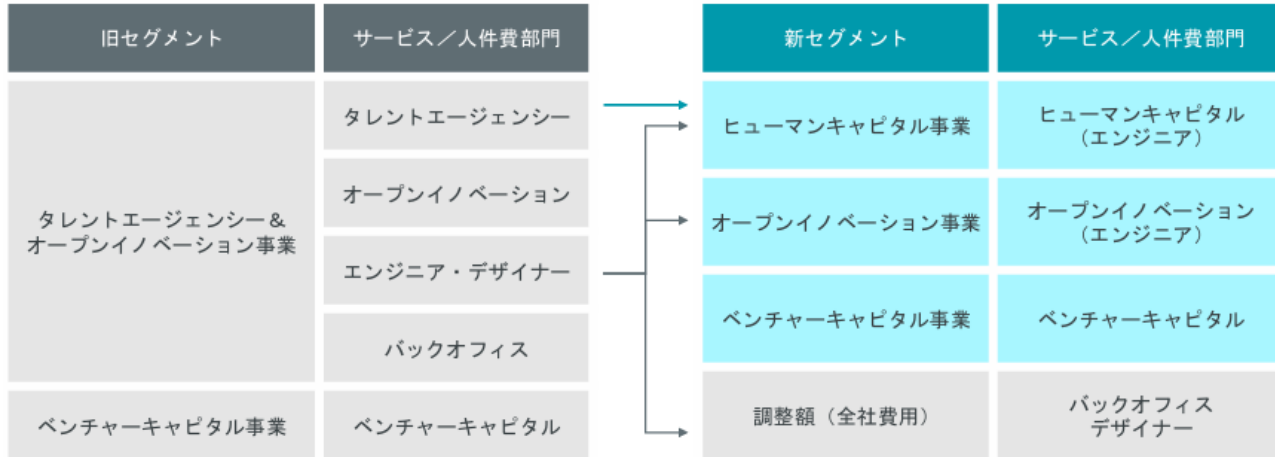 旧セグメント
サービス／人件費部門
タレントエージェンシー＆
オープンイノベーション事業
タレントエージェンシー
オープンイノベーション
エンジニア・デザイナー
バックオフィス
ベンチャーキャピタル事業
ベンチャーキャピタル
新セグメント
サービス／人件費部門
ヒューマンキャピタル事業
ヒューマンキャピタル
（エンジニア）
オープンイノベーション事業
オープンイノベーション
（エンジニア）
ベンチャーキャピタル事業
ベンチャーキャピタル
調整額（全社費用）
バックオフィス
デザイナー